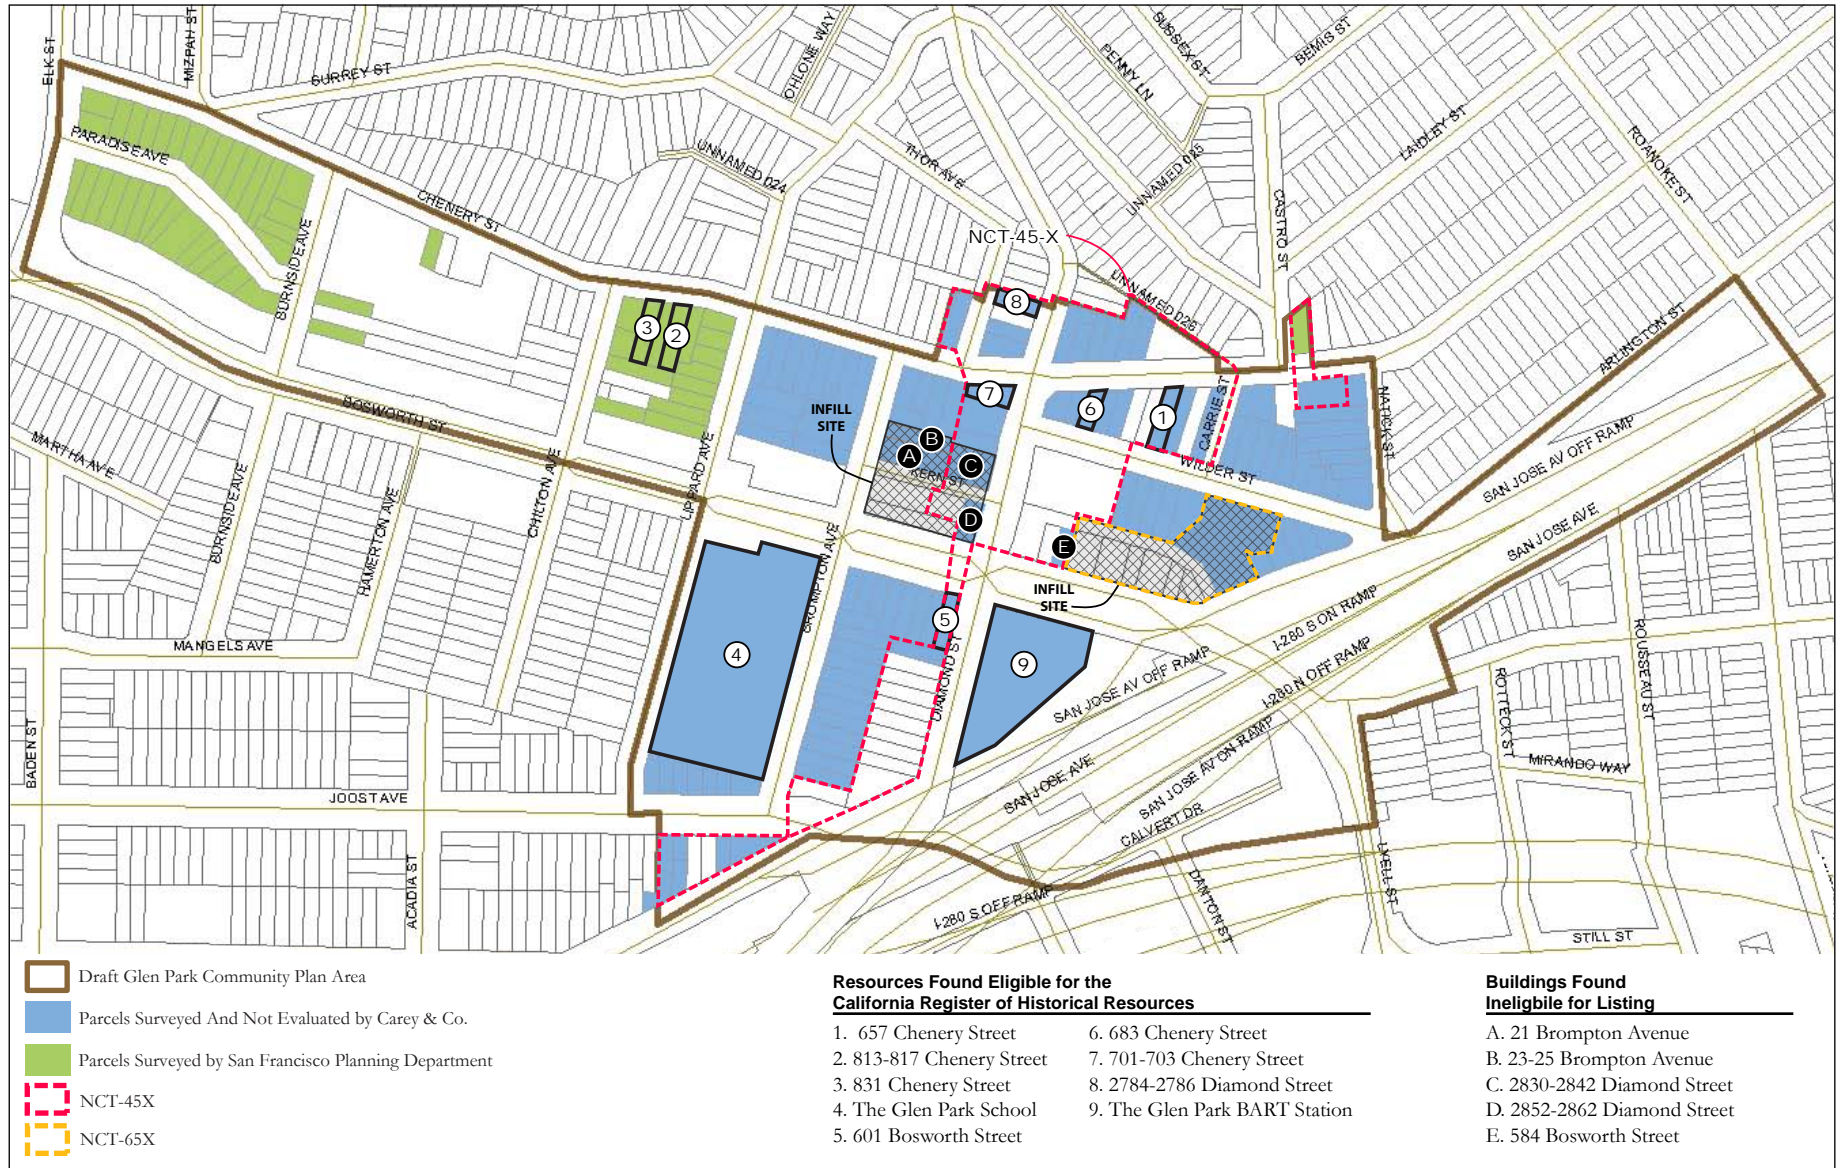 ELK ST
MIZPAH ST
SURREY ST
OHLONE WAY
SUSSEX ST
PENNY LN
BEMIS ST
PARADISE AVE
UNNAMED 024
THOR AVE
UNNAMED 025
LAIDLEY ST
ROANOKE ST
CHENERY ST
BURNSIDE AVE
NCT-45-X
CASTRO ST
UNNAMED 026
ARLINGTON ST
8
3
2
7
6
1
CARRIE ST
NATICK ST
INFILL
SITE
B
A
C
KERN ST
D
WILDER ST
SAN JOSE AV OFF RAMP
SAN JOSE AVE
BOSWORTH ST
MARTHA AVE
BURNSIDE AVE
HAMERTON AVE
CHILTON AVE
LIPPARD AVE
BROMPTON AVE
E
INFILL
SITE
I-280 S ON RAMP
I-280 N OFF RAMP
5
4
9
DIAMOND ST
MANGELS AVE
SAN JOSE AV OFF RAMP
ROUSSEAU ST
ROTTECK ST
BADEN ST
JOOST AVE
SAN JOSE AVE
SAN JOSE AV ON RAMP
CALVERT DR
MIRANDO WAY
ACADIA ST
I-280 S OFF RAMP
DANTON ST
LYELL ST
STILL ST
Draft Glen Park Community Plan Area
Parcels Surveyed And Not Evaluated by Carey & Co.
Parcels Surveyed by San Francisco Planning Department
NCT-45X
NCT-65X
Resources Found Eligible for the
California Register of Historical Resources
1. 657 Chenery Street
2. 813-817 Chenery Street
3. 831 Chenery Street
4. The Glen Park School
5. 601 Bosworth Street
6. 683 Chenery Street
7. 701-703 Chenery Street
8. 2784-2786 Diamond Street
9. The Glen Park BART Station
Buildings Found
Ineligbile for Listing
A. 21 Brompton Avenue
B. 23-25 Brompton Avenue
C. 2830-2842 Diamond Street
D. 2852-2862 Diamond Street
E. 584 Bosworth Street